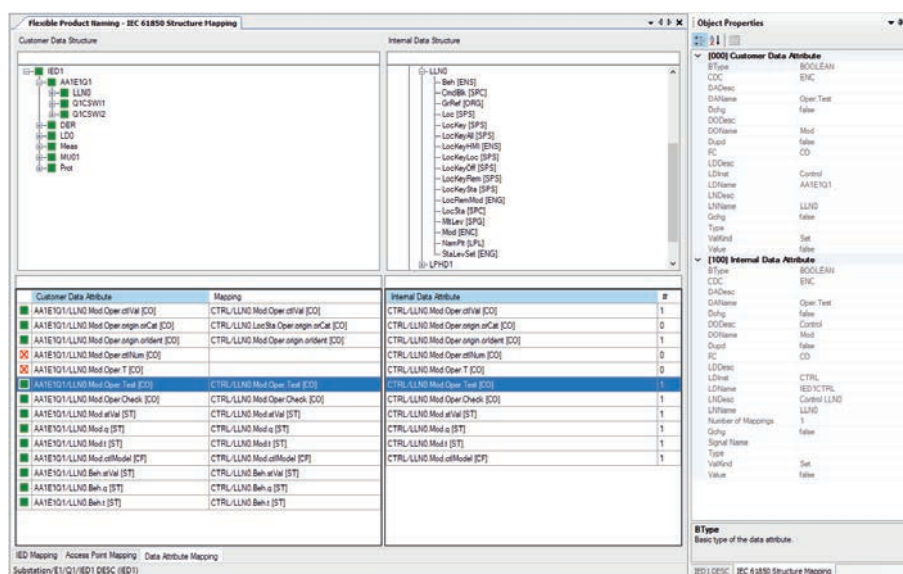 Flexible Product Naming - IEC 61850 Structure Mapping
Customer Data Structure
IED1
AA1E1Q1
LLN0
Q1CSWI1
Q1CSWI2
DER
LD0
Meas
MU01
Prot
Internal Data Structure
LLN0
Beh [ENS]
CmdBlk [SPC]
GrRef [ORG]
Loc [SPS]
LocKey [SPS]
LocKeyAll [SPS]
LocKeyHMI [ENS]
LocKeyLoc [SPS]
LocKeyOff [SPS]
LocKeyRem [SPS]
LocKeySta [SPS]
LocRemMod [ENG]
LocSta [SPC]
MltLev [SPG]
Mod [ENC]
NamPlt [LPL]
StaLevSet [ENG]
LPHD1
Customer Data Attribute Mapping
AA1E1Q1/LLN0.Mod.Oper.ctlVal [CO] CTRL/LLN0.Mod.Oper.ctlVal [CO]
AA1E1Q1/LLN0.Mod.Oper.origin.orCat [CO] CTRL/LLN0.LocSta.Oper.origin.orCat [CO]
AA1E1Q1/LLN0.Mod.Oper.origin.orIdent [CO] CTRL/LLN0.Mod.Oper.origin.orIdent [CO]
AA1E1Q1/LLN0.Mod.Oper.ctlNum [CO]
AA1E1Q1/LLN0.Mod.Oper.T [CO]
AA1E1Q1/LLN0.Mod.Oper.Test [CO] CTRL/LLN0.Mod.Oper.Test [CO]
AA1E1Q1/LLN0.Mod.Oper.Check [CO] CTRL/LLN0.Mod.Oper.Check [CO]
AA1E1Q1/LLN0.Mod.stVal [ST] CTRL/LLN0.Mod.stVal [ST]
AA1E1Q1/LLN0.Mod.q [ST] CTRL/LLN0.Mod.q [ST]
AA1E1Q1/LLN0.Mod.t [ST] CTRL/LLN0.Mod.t [ST]
AA1E1Q1/LLN0.Mod.ctlModel [CF] CTRL/LLN0.Mod.ctlModel [CF]
AA1E1Q1/LLN0.Beh.stVal [ST] CTRL/LLN0.Beh.stVal [ST]
AA1E1Q1/LLN0.Beh.q [ST] CTRL/LLN0.Beh.q [ST]
AA1E1Q1/LLN0.Beh.t [ST] CTRL/LLN0.Beh.t [ST]
Internal Data Attribute #
CTRL/LLN0.Mod.Oper.ctlVal [CO] 1
CTRL/LLN0.Mod.Oper.origin.orCat [CO] 0
CTRL/LLN0.Mod.Oper.origin.orIdent [CO] 1
CTRL/LLN0.Mod.Oper.ctlNum [CO] 0
CTRL/LLN0.Mod.Oper.T [CO] 0
CTRL/LLN0.Mod.Oper.Test [CO] 1
CTRL/LLN0.Mod.Oper.Check [CO] 1
CTRL/LLN0.Mod.stVal [ST] 1
CTRL/LLN0.Mod.q [ST] 1
CTRL/LLN0.Mod.t [ST] 1
CTRL/LLN0.Mod.ctlModel [CF] 1
IED Mapping Access Point Mapping Data Attribute Mapping
Substation/E1/Q1/IED1 DESC (IED1)
Object Properties
[000] Customer Data Attribute
BType BOOLEAN
CDC ENC
DADesc
DAName Oper.Test
Dchg false
DODesc
DOName Mod
Dupd false
FC CO
LDDesc
LDInst Control
LDName AA1E1Q1
LNDesc
LNName LLN0
Qchg false
Type
ValKind Set
Value false
[100] Internal Data Attribute
BType BOOLEAN
CDC ENC
DADesc
DAName Oper.Test
Dchg false
DODesc Control
DOName Mod
Dupd false
FC CO
LDDesc
LDInst CTRL
LDName IED1CTRL
LNDesc Control LLN0
LNName LLN0
Number of Mappings 1
Qchg false
Signal Name
Type
ValKind Set
Value false
BType
Basic type of the data attribute.
IED1 DESC IEC 61850 Structure Mapping